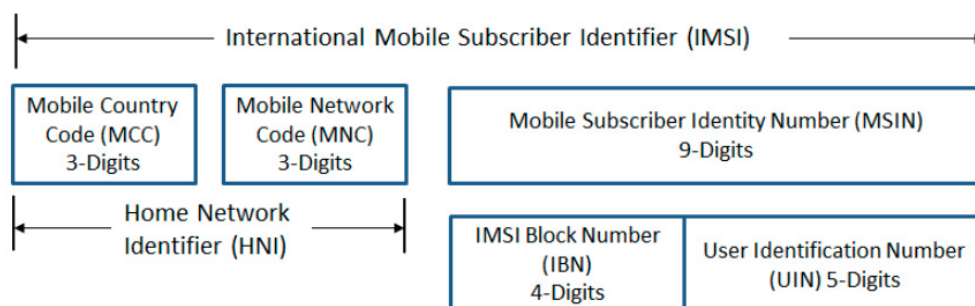 International Mobile Subscriber Identifier (IMSI)
Mobile Country
Code (MCC)
3-Digits
Mobile Network
Code (MNC)
3-Digits
Mobile Subscriber Identity Number (MSIN)
9-Digits
Home Network
Identifier (HNI)
IMSI Block Number
(IBN)
4-Digits
User Identification Number
(UIN) 5-Digits